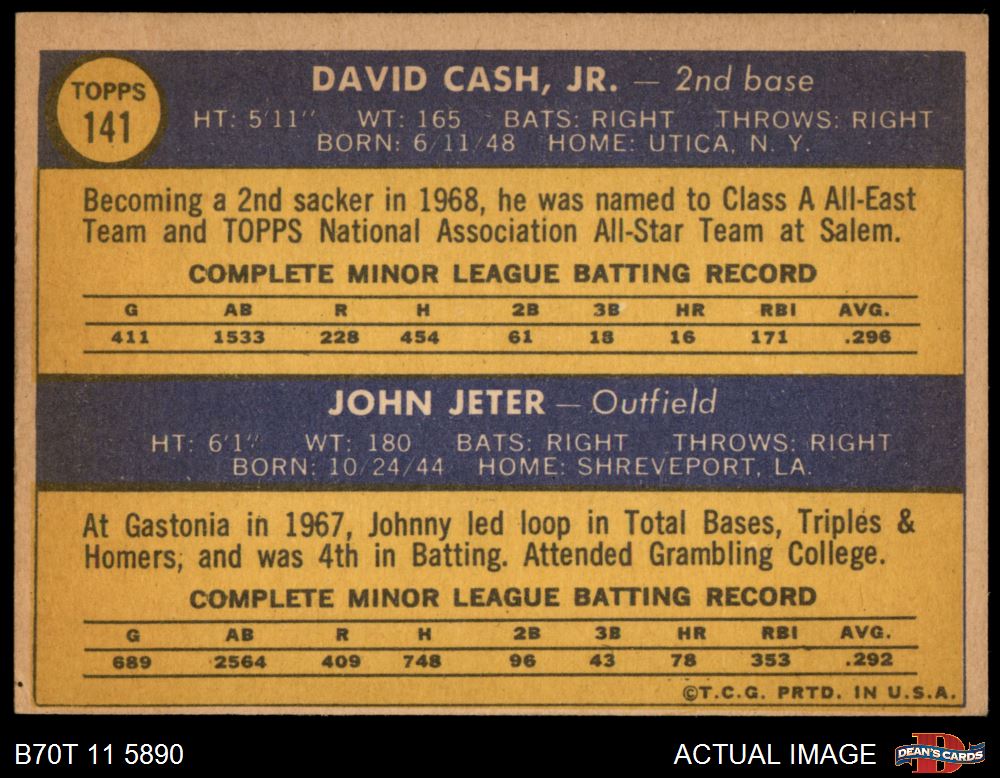 TOPPS
141
DAVID CASH, JR. — 2nd base
HT: 5'11" WT: 165 BATS: RIGHT THROWS: RIGHT
BORN: 6/11/48 HOME: UTICA, N. Y.
Becoming a 2nd sacker in 1968, he was named to Class A All-East
Team and TOPPS National Association All-Star Team at Salem.
COMPLETE MINOR LEAGUE BATTING RECORD
G AB R H 2B 3B HR RBI AVG.
411 1533 228 454 61 18 16 171 .296
JOHN JETER — Outfield
HT: 6'1" WT: 180 BATS: RIGHT THROWS: RIGHT
BORN: 10/24/44 HOME: SHREVEPORT, LA.
At Gastonia in 1967, Johnny led loop in Total Bases, Triples &
Homers, and was 4th in Batting. Attended Grambling College.
COMPLETE MINOR LEAGUE BATTING RECORD
G AB R H 2B 3B HR RBI AVG.
689 2564 409 748 96 43 78 353 .292
©T.C.G. PRTD. IN U.S.A.
B70T 11 5890 ACTUAL IMAGE DEAN'S CARDS